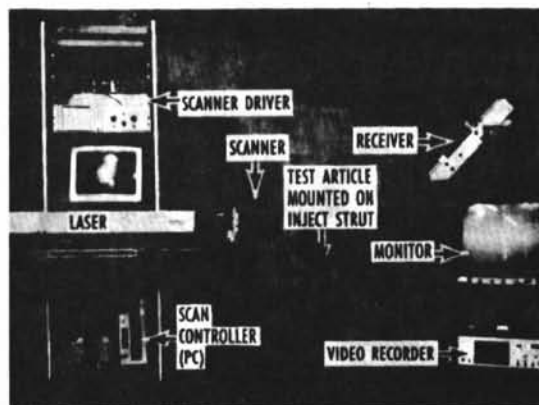 SCANNER DRIVER
SCANNER
RECEIVER
TEST ARTICLE
MOUNTED ON
INJECT STRUT
LASER
MONITOR
SCAN
CONTROLLER
(PC)
VIDEO RECORDER